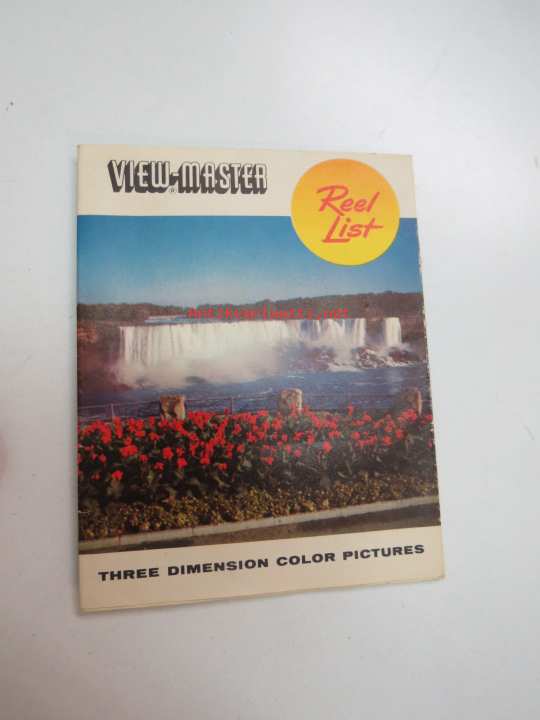 VIEW-MASTER
Reel
List
THREE DIMENSION COLOR PICTURES